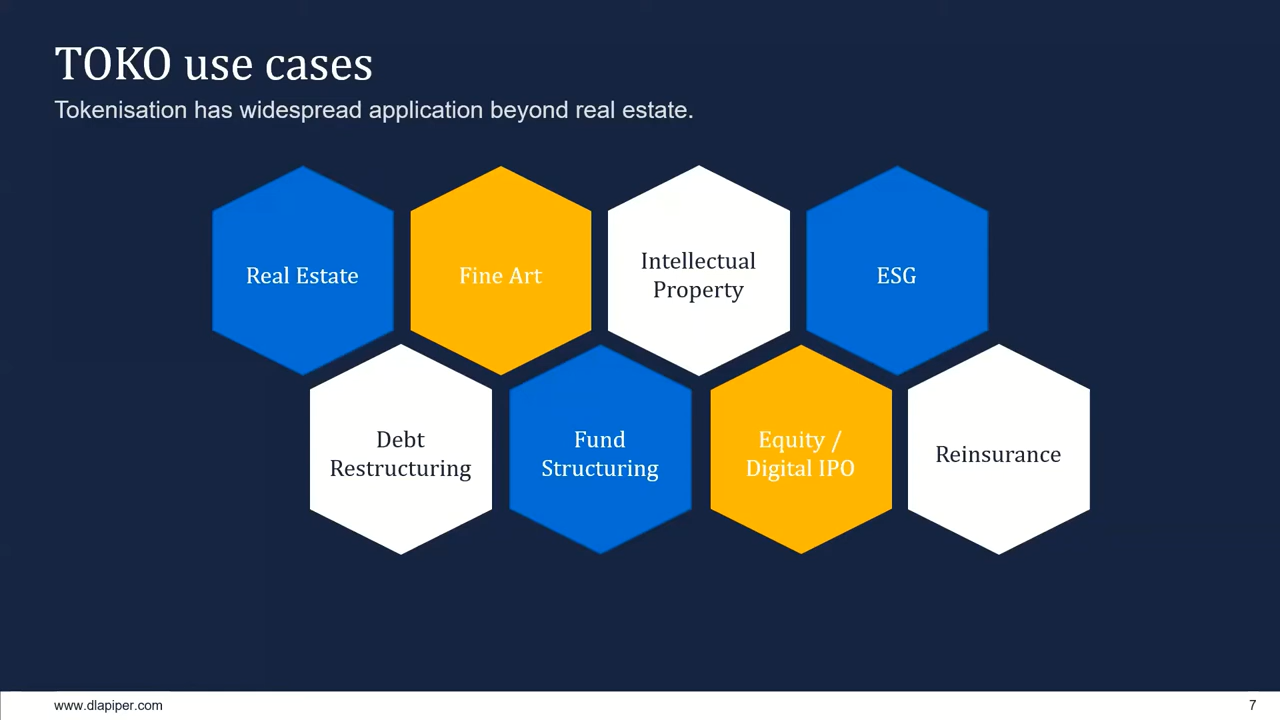 TOKO use cases
Tokenisation has widespread application beyond real estate.
Real Estate
Fine Art
Intellectual
Property
ESG
Debt
Restructuring
Fund
Structuring
Equity /
Digital IPO
Reinsurance
www.dlapiper.com
7